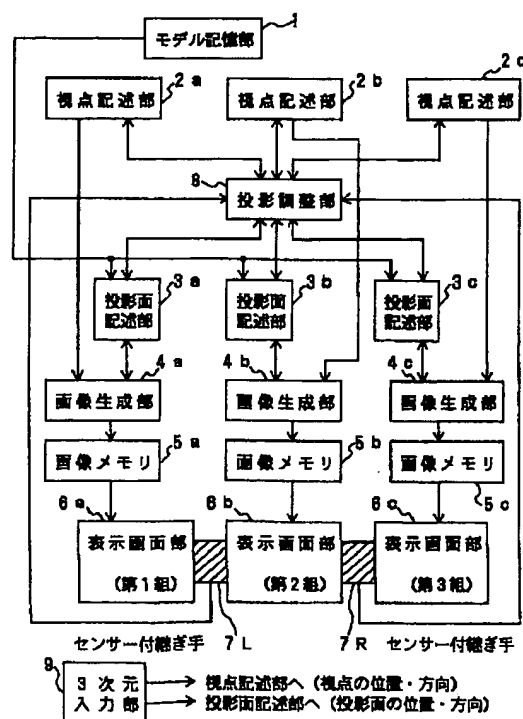 1
モデル記憶部
2a
2b
2c
視点記述部
視点記述部
視点記述部
8
投影調整部
3a
3b
3c
投影面
記述部
投影面
記述部
投影面
記述部
4a
4b
4c
画像生成部
画像生成部
画像生成部
5a
5b
画像メモリ
画像メモリ
画像メモリ
5c
6a
6b
6c
表示画面部
(第1組)
表示画面部
(第2組)
表示画面部
(第3組)
センサー付継ぎ手
7L
7R
センサー付継ぎ手
9
3次元
入力部
視点記述部へ(視点の位置・方向)
投影面記述部へ(投影面の位置・方向)